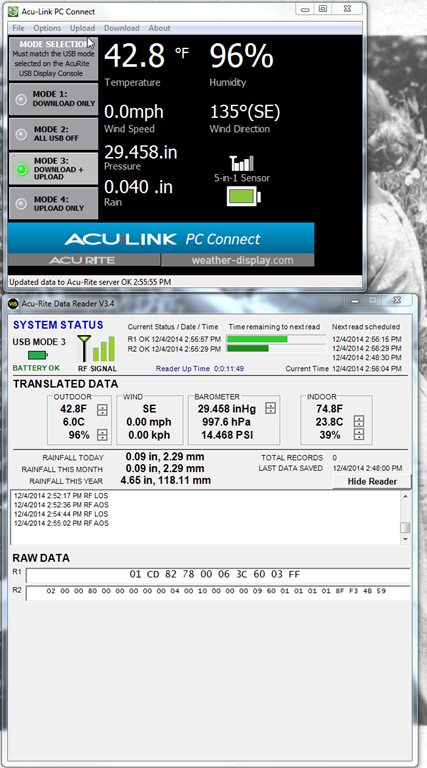 Acu-Link PC Connect
File Options Upload Download About
MODE SELECTION
Must match the USB mode
selected on the AcuRite
USB Display Console
MODE 1:
DOWNLOAD ONLY
MODE 2:
ALL USB OFF
MODE 3:
DOWNLOAD +
UPLOAD
MODE 4:
UPLOAD ONLY
42.8 °F 96%
Temperature Humidity
0.0mph 135°(SE)
Wind Speed Wind Direction
29.458.in
Pressure
5-in-1 Sensor
0.040 .in
Rain
ACU LINK PC Connect
ACU RITE weather-display.com
Updated data to Acu-Rite server OK 2:55:55 PM
VIS Acu-Rite Data Reader V3.4
SYSTEM STATUS
USB MODE 3
BATTERY OK RF SIGNAL
Current Status / Date / Time Time remaining to next read Next read scheduled
R1 OK 12/4/2014 2:55:57 PM 12/4/2014 2:56:15 PM
R2 OK 12/4/2014 2:55:29 PM 12/4/2014 2:56:29 PM
12/4/2014 2:48:30 PM
Reader Up Time 0:0:11:49 Current Time 12/4/2014 2:56:04 PM
TRANSLATED DATA
OUTDOOR WIND BAROMETER INDOOR
42.8F SE 29.458 inHg 74.8F
6.0C 0.00 mph 997.6 hPa 23.8C
96% 0.00 kph 14.468 PSI 39%
RAINFALL TODAY 0.09 in, 2.29 mm TOTAL RECORDS 0
RAINFALL THIS MONTH 0.09 in, 2.29 mm LAST DATA SAVED 12/4/2014 2:48:00 PM
RAINFALL THIS YEAR 4.65 in, 118.11 mm Hide Reader
12/4/2014 2:52:17 PM RF LOS
12/4/2014 2:52:36 PM RF AOS
12/4/2014 2:54:44 PM RF LOS
12/4/2014 2:55:02 PM RF AOS
RAW DATA
R1 01 CD 82 78 00 06 3C 60 03 FF
R2 02 00 00 80 00 00 00 00 00 04 00 10 00 00 00 09 60 01 01 01 01 8F F3 4B 59